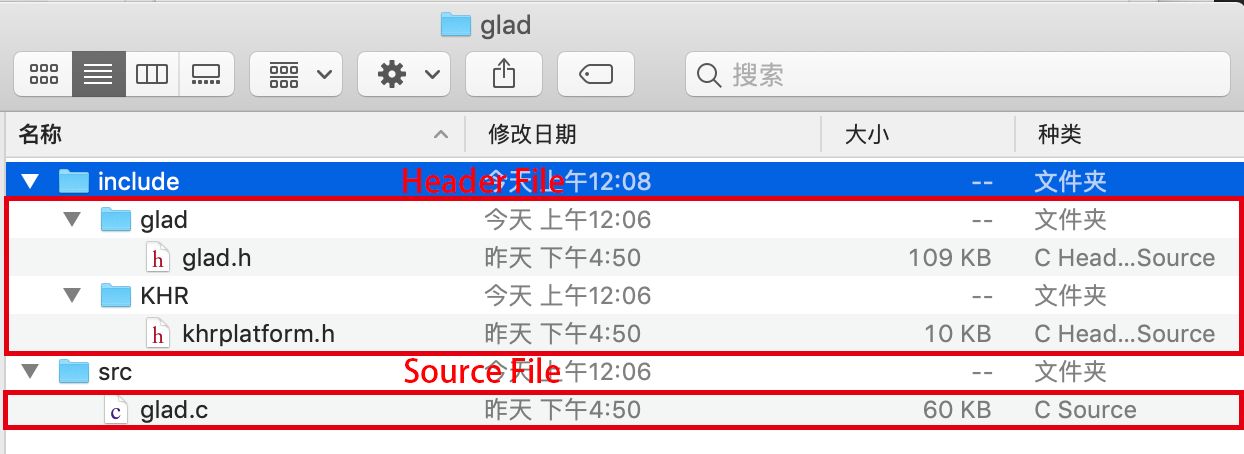 glad
搜索
名称 修改日期 大小 种类
include 今天 上午12:08 -- 文件夹
Header File
glad 今天 上午12:06 -- 文件夹
h glad.h 昨天 下午4:50 109 KB C Head...Source
KHR 今天 上午12:06 -- 文件夹
h khrplatform.h 昨天 下午4:50 10 KB C Head...Source
src 今天 上午12:06 -- 文件夹
Source File
c glad.c 昨天 下午4:50 60 KB C Source